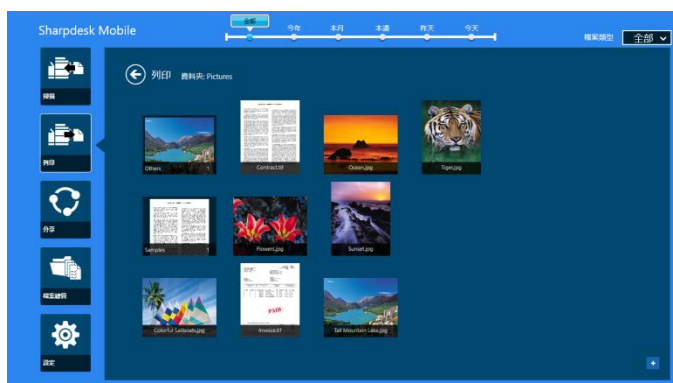 Sharpdesk Mobile
全部 今年 本月 本週 昨天 今天
檔案類型 全部
掃描
列印
分享
檔案總管
設定
列印 資料夾: Pictures
Others 1
Contract.tif
Ocean.jpg
Tiger.jpg
Samples 1
Flowers.jpg
Sunset.jpg
Colorful Sailboats.jpg
PAID
Invoice.tif
Tall Mountain Lake.jpg